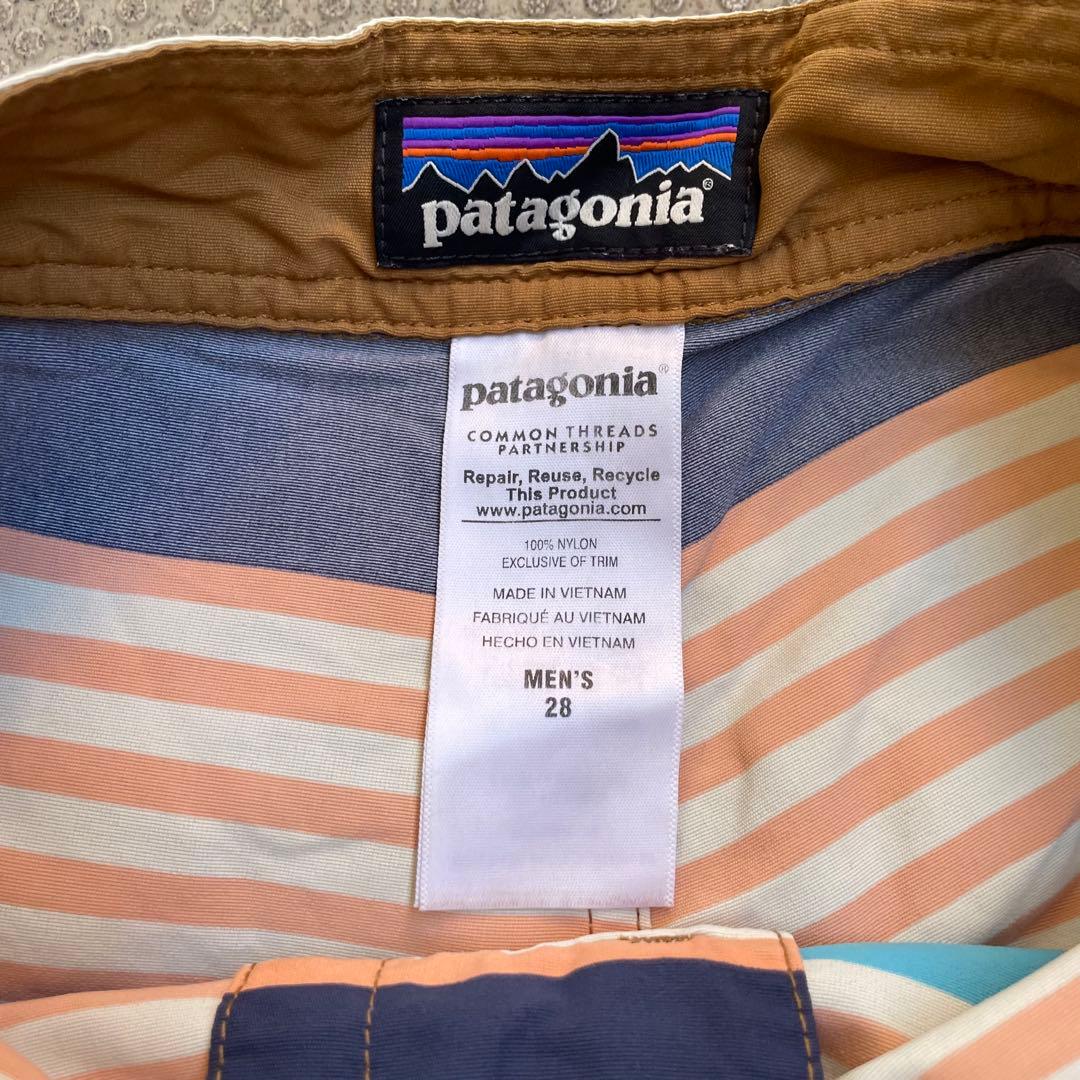 patagonia®
patagonia®
COMMON THREADS
PARTNERSHIP
Repair, Reuse, Recycle
This Product
www.patagonia.com
100% NYLON
EXCLUSIVE OF TRIM
MADE IN VIETNAM
FABRIQUÉ AU VIETNAM
HECHO EN VIETNAM
MEN'S
28